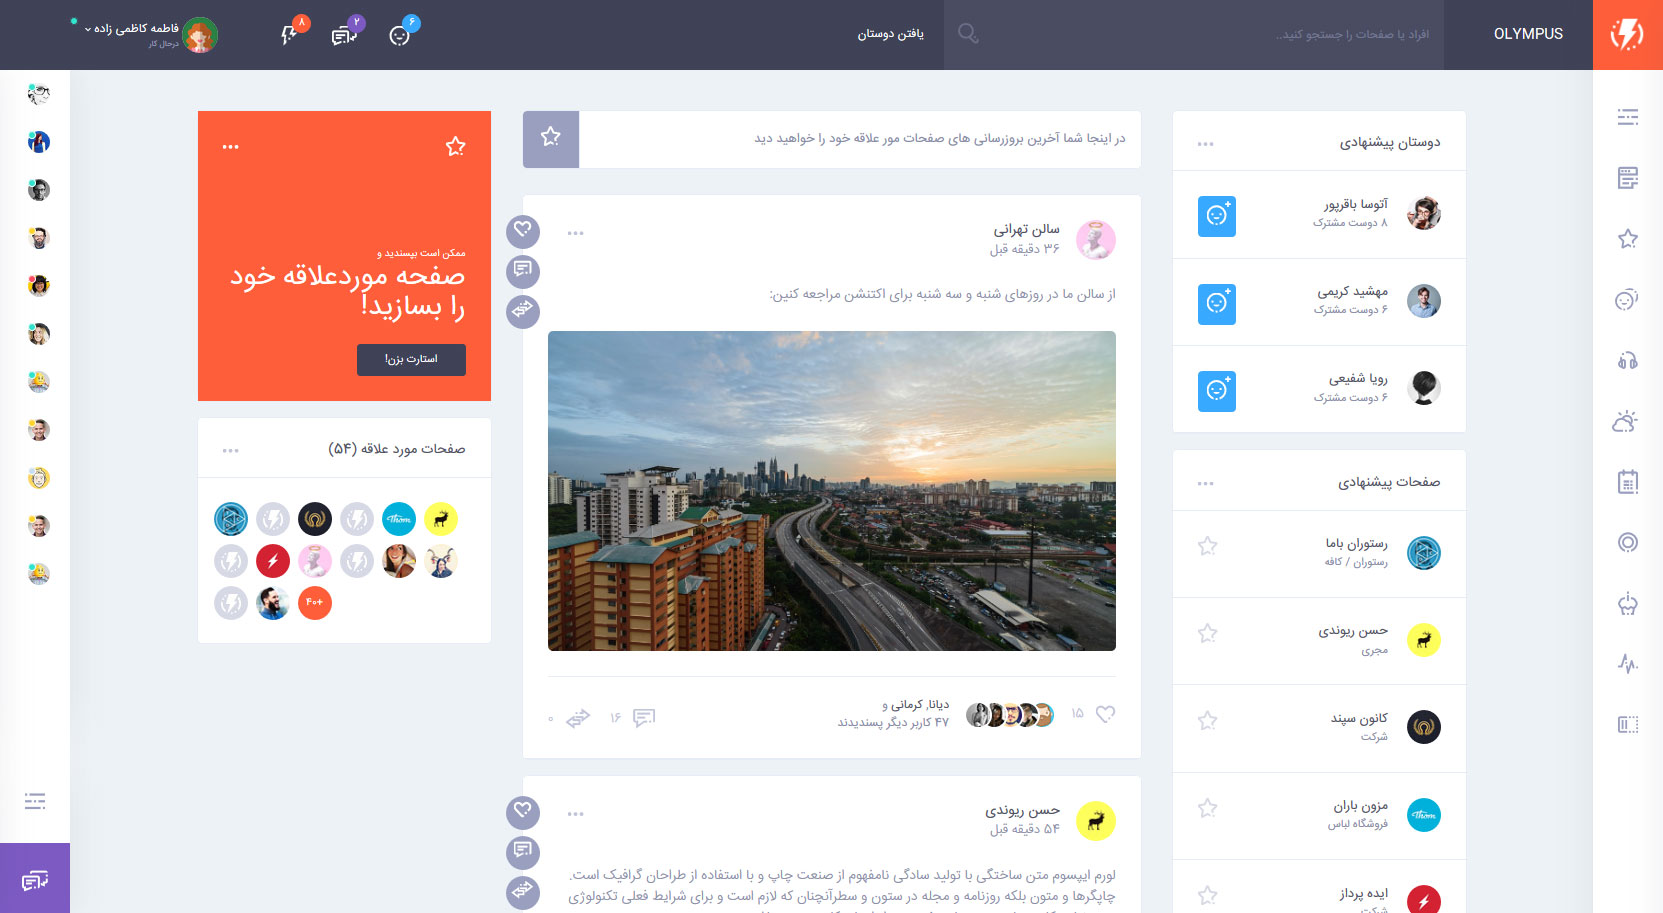 OLYMPUS
افراد یا صفحات را جستجو کنید..
یافتن دوستان
۶
۲
۸
فاطمه کاظمی زاده
درحال کار
دوستان پیشنهادی
آتوسا باقرپور
۸ دوست مشترک
مهشید کریمی
۶ دوست مشترک
رویا شفیعی
۶ دوست مشترک
صفحات پیشنهادی
رستوران باما
رستوران / کافه
حسن ریوندی
مجری
کانون سپند
شرکت
مزون باران
فروشگاه لباس
Thom
ایده پرداز
شرکت
در اینجا شما آخرین بروزرسانی های صفحات مور علاقه خود را خواهید دید
سالن تهرانی
۳۶ دقیقه قبل
از سالن ما در روزهای شنبه و سه شنبه برای اکتنشن مراجعه کنین:
۱۵
دیانا, کرمانی و
۴۷ کاربر دیگر پسندیدند
۱۶
۰
حسن ریوندی
۵۴ دقیقه قبل
لورم ایپسوم متن ساختگی با تولید سادگی نامفهوم از صنعت چاپ و با استفاده از طراحان گرافیک است.
چاپگرها و متون بلکه روزنامه و مجله در ستون و سطرآنچنان که لازم است و برای شرایط فعلی تکنولوژی
ممکن است بپسندید و
صفحه موردعلاقه خود
را بسازید!
استارت بزن!
صفحات مورد علاقه (۵۴)
Thom
+۴۰